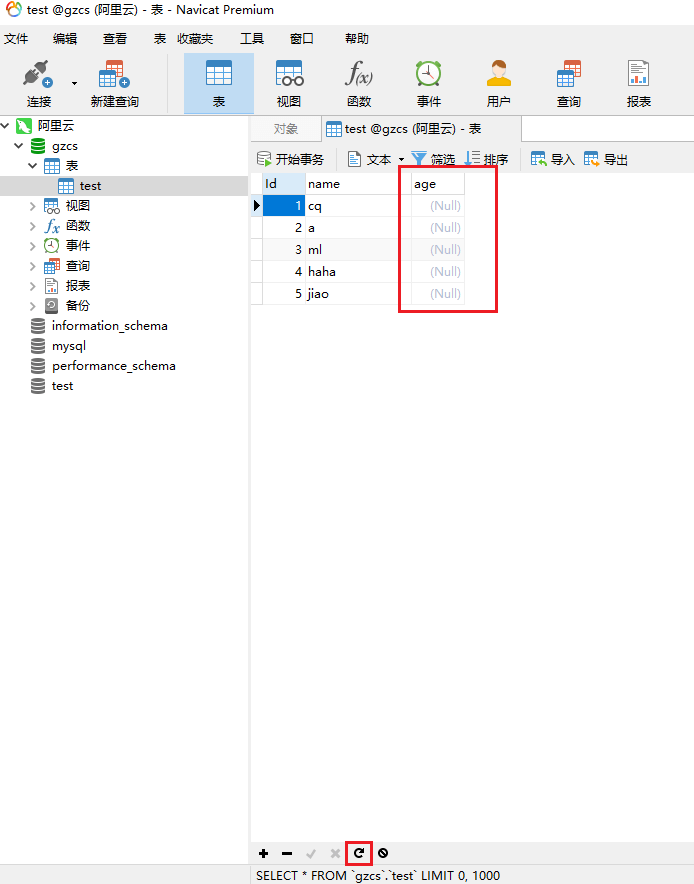 test @gzcs (阿里云) - 表 - Navicat Premium
文件 编辑 查看 表 收藏夹 工具 窗口 帮助
连接 新建查询 表 视图 函数 事件 用户 查询 报表
阿里云
gzcs
表
test
视图
函数
事件
查询
报表
备份
information_schema
mysql
performance_schema
test
对象 test @gzcs (阿里云) - 表
开始事务 文本 筛选 排序 导入 导出
Id name age
1 cq (Null)
2 a (Null)
3 ml (Null)
4 haha (Null)
5 jiao (Null)
SELECT * FROM `gzcs`.`test` LIMIT 0, 1000